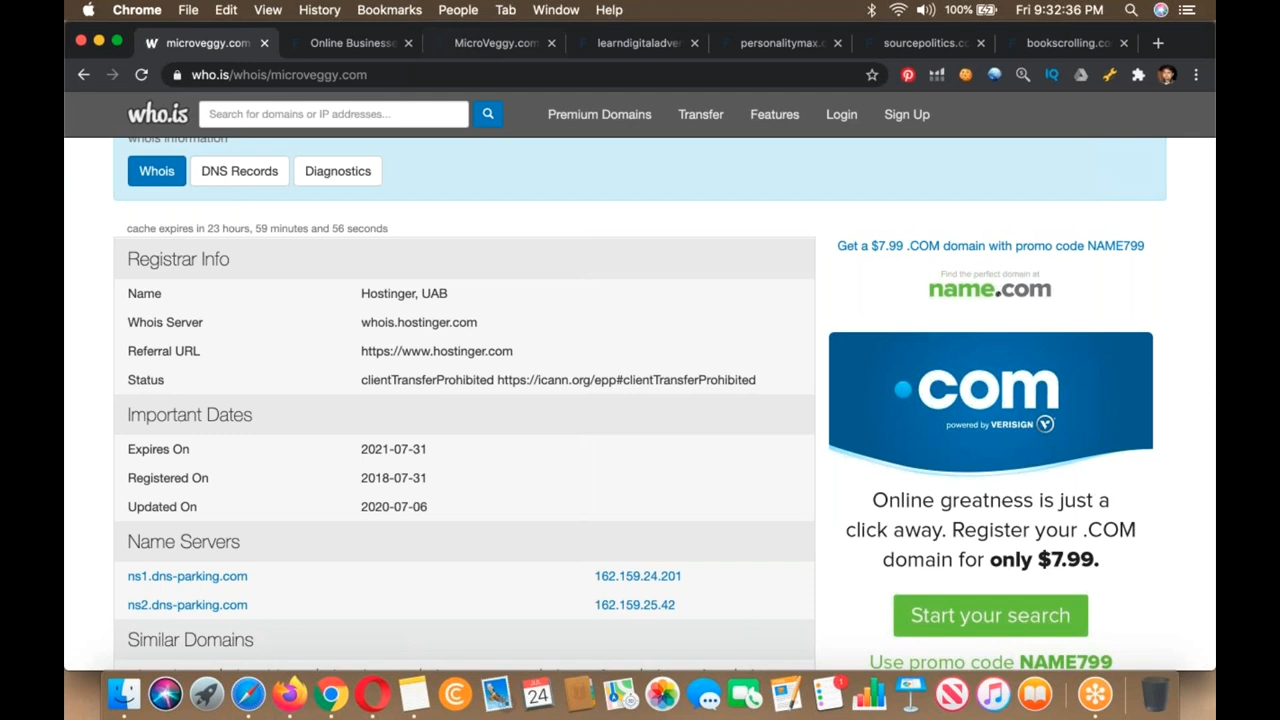 Chrome File Edit View History Bookmarks People Tab Window Help 100% Fri 9:32:36 PM
W microveggy.com Online Business MicroVeggy.com learndigitaladver personalitymax.c sourcepolitics.cc bookscrolling.co
who.is/whois/microveggy.com IQ
who.is Search for domains or IP addresses... Premium Domains Transfer Features Login Sign Up
whois information
Whois DNS Records Diagnostics
cache expires in 23 hours, 59 minutes and 56 seconds
Registrar Info
Name Hostinger, UAB
Whois Server whois.hostinger.com
Referral URL https://www.hostinger.com
Status clientTransferProhibited https://icann.org/epp#clientTransferProhibited
Important Dates
Expires On 2021-07-31
Registered On 2018-07-31
Updated On 2020-07-06
Name Servers
ns1.dns-parking.com 162.159.24.201
ns2.dns-parking.com 162.159.25.42
Similar Domains
Get a $7.99 .COM domain with promo code NAME799
Find the perfect domain at
name.com
.com
powered by VERISIGN
Online greatness is just a
click away. Register your .COM
domain for only $7.99.
Start your search
Use promo code NAME799
JUL
24
1